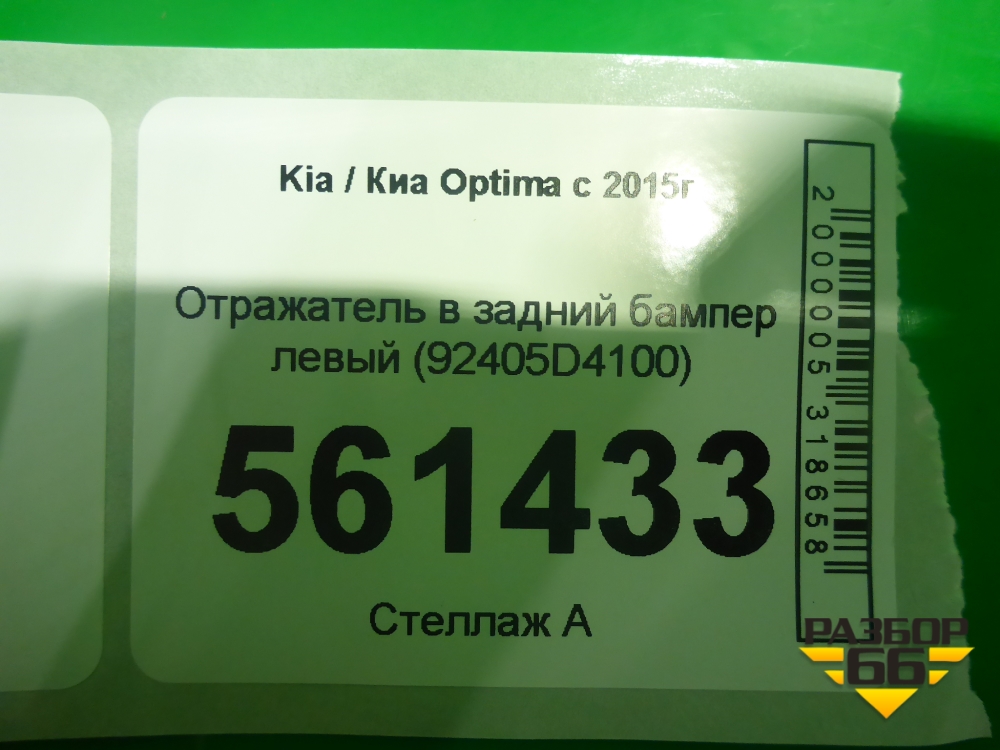 Kia / Киа Optima с 2015г
Отражатель в задний бампер
левый (92405D4100)
561433
Стеллаж А
2000005318658
РАЗБОР
66